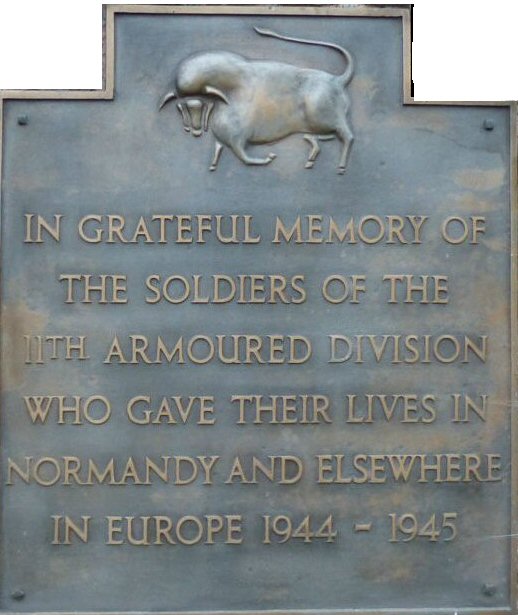 IN GRATEFUL MEMORY OF
THE SOLDIERS OF THE
11TH ARMOURED DIVISION
WHO GAVE THEIR LIVES IN
NORMANDY AND ELSEWHERE
IN EUROPE 1944 - 1945